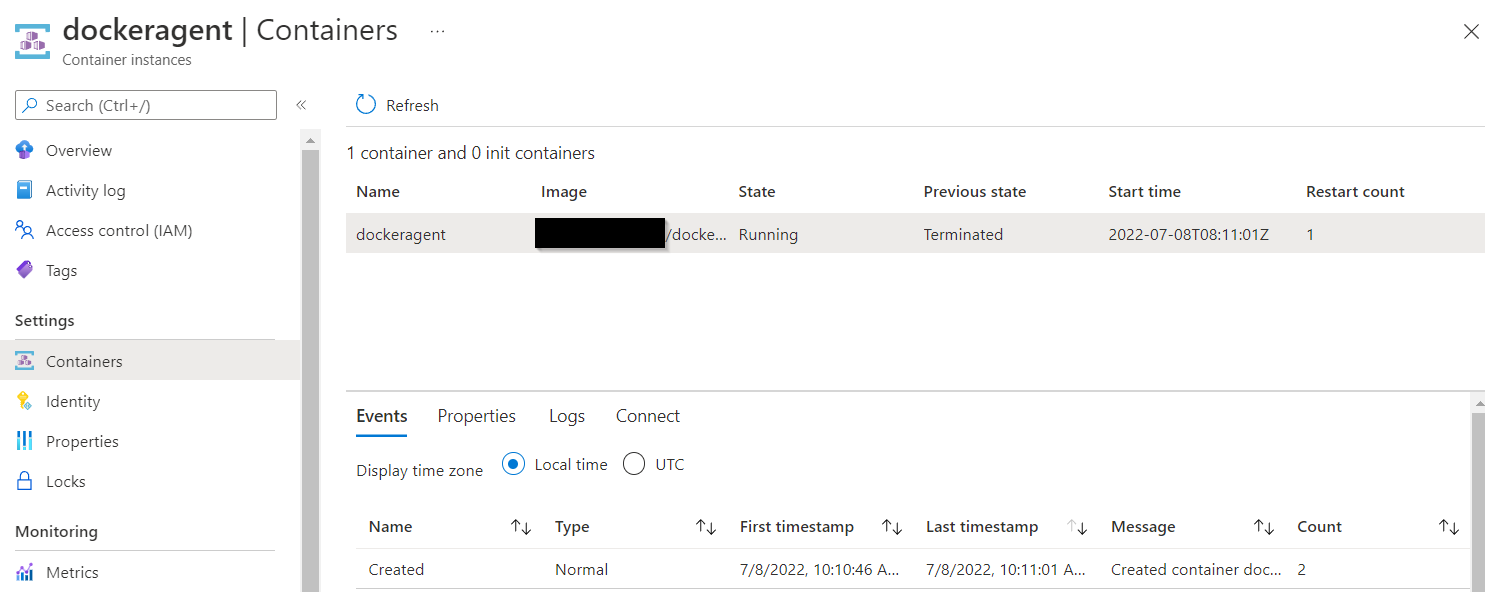 dockeragent | Containers ...
Container instances
Search (Ctrl+/)
«
Overview
Activity log
Access control (IAM)
Tags
Settings
Containers
Identity
Properties
Locks
Monitoring
Metrics
Refresh
1 container and 0 init containers
Name Image State Previous state Start time Restart count
dockeragent /docke... Running Terminated 2022-07-08T08:11:01Z 1
Events Properties Logs Connect
Display time zone Local time UTC
Name Type First timestamp Last timestamp Message Count
Created Normal 7/8/2022, 10:10:46 A... 7/8/2022, 10:11:01 A... Created container doc... 2